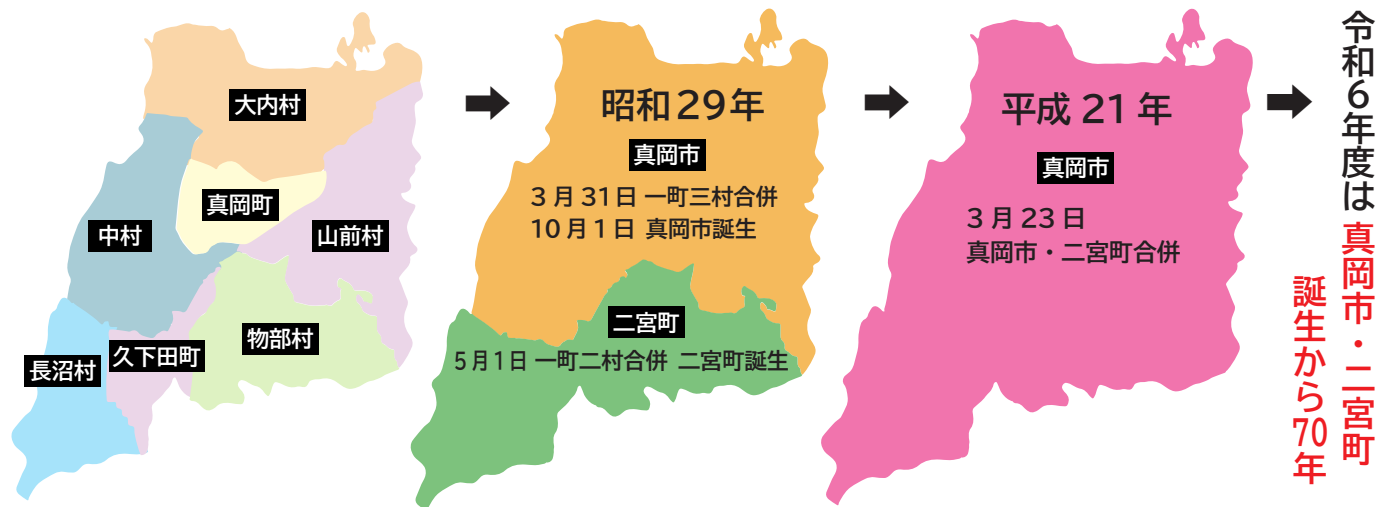 大内村
真岡町
中村
山前村
物部村
久下田町
長沼村
昭和29年
真岡市
3月31日 一町三村合併
10月1日 真岡市誕生
二宮町
5月1日 一町二村合併 二宮町誕生
平成 21 年
真岡市
3 月 23 日
真岡市・二宮町合併
令和6年度は 真岡市・二宮町
誕生から70年